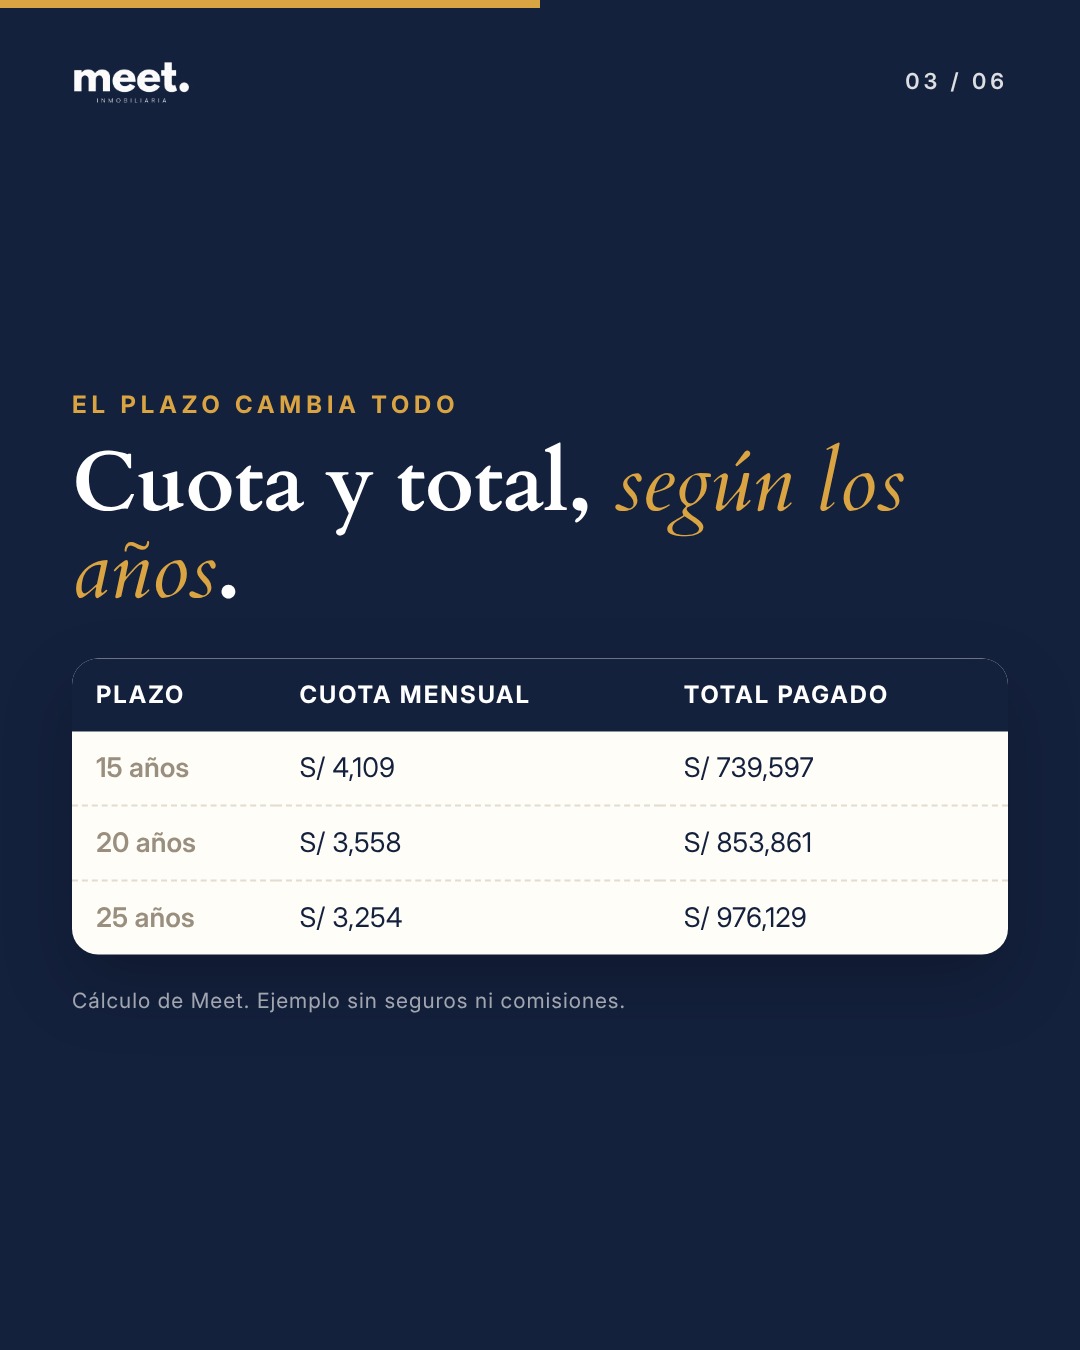 meet.
INMOBILIARIA
03 / 06
EL PLAZO CAMBIA TODO
Cuota y total, según los
años.
PLAZO CUOTA MENSUAL TOTAL PAGADO
15 años S/ 4,109 S/ 739,597
20 años S/ 3,558 S/ 853,861
25 años S/ 3,254 S/ 976,129
Cálculo de Meet. Ejemplo sin seguros ni comisiones.